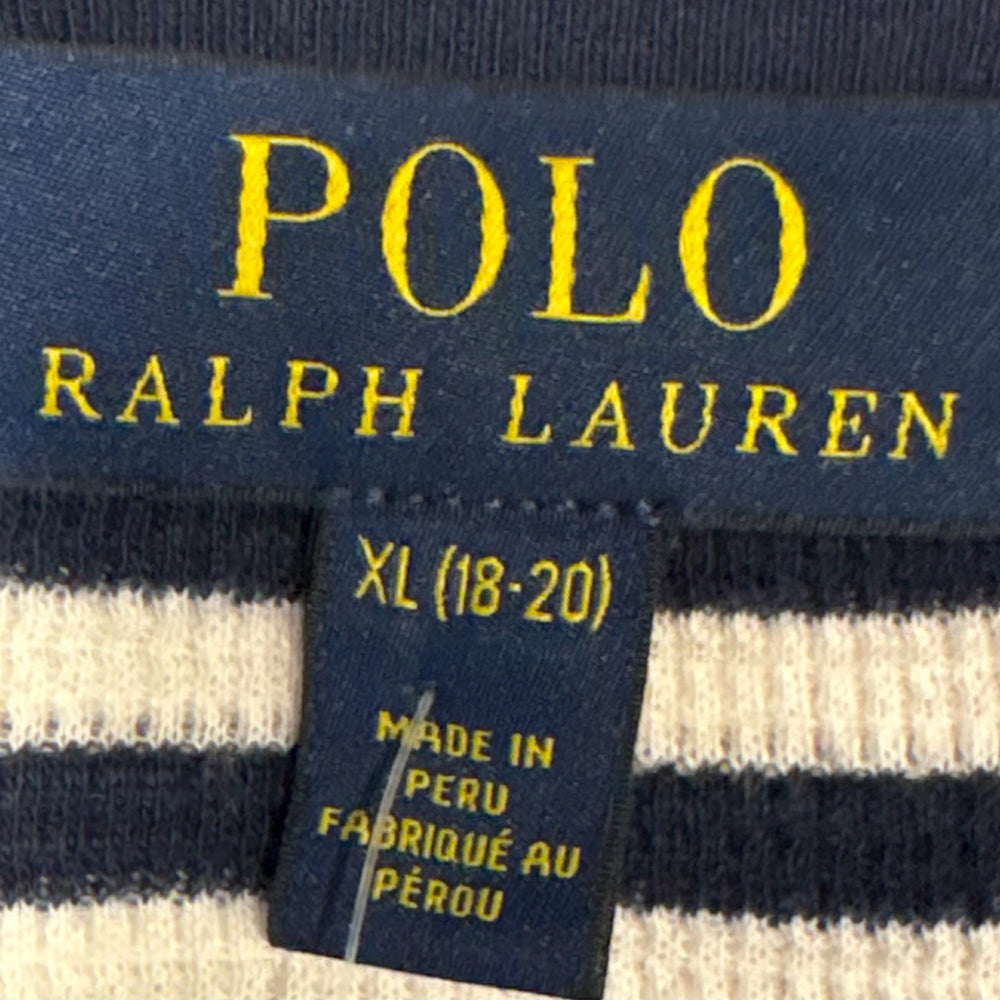 POLO
RALPH LAUREN
XL (18-20)
MADE IN
PERU
FABRIQUÉ AU
PÉROU